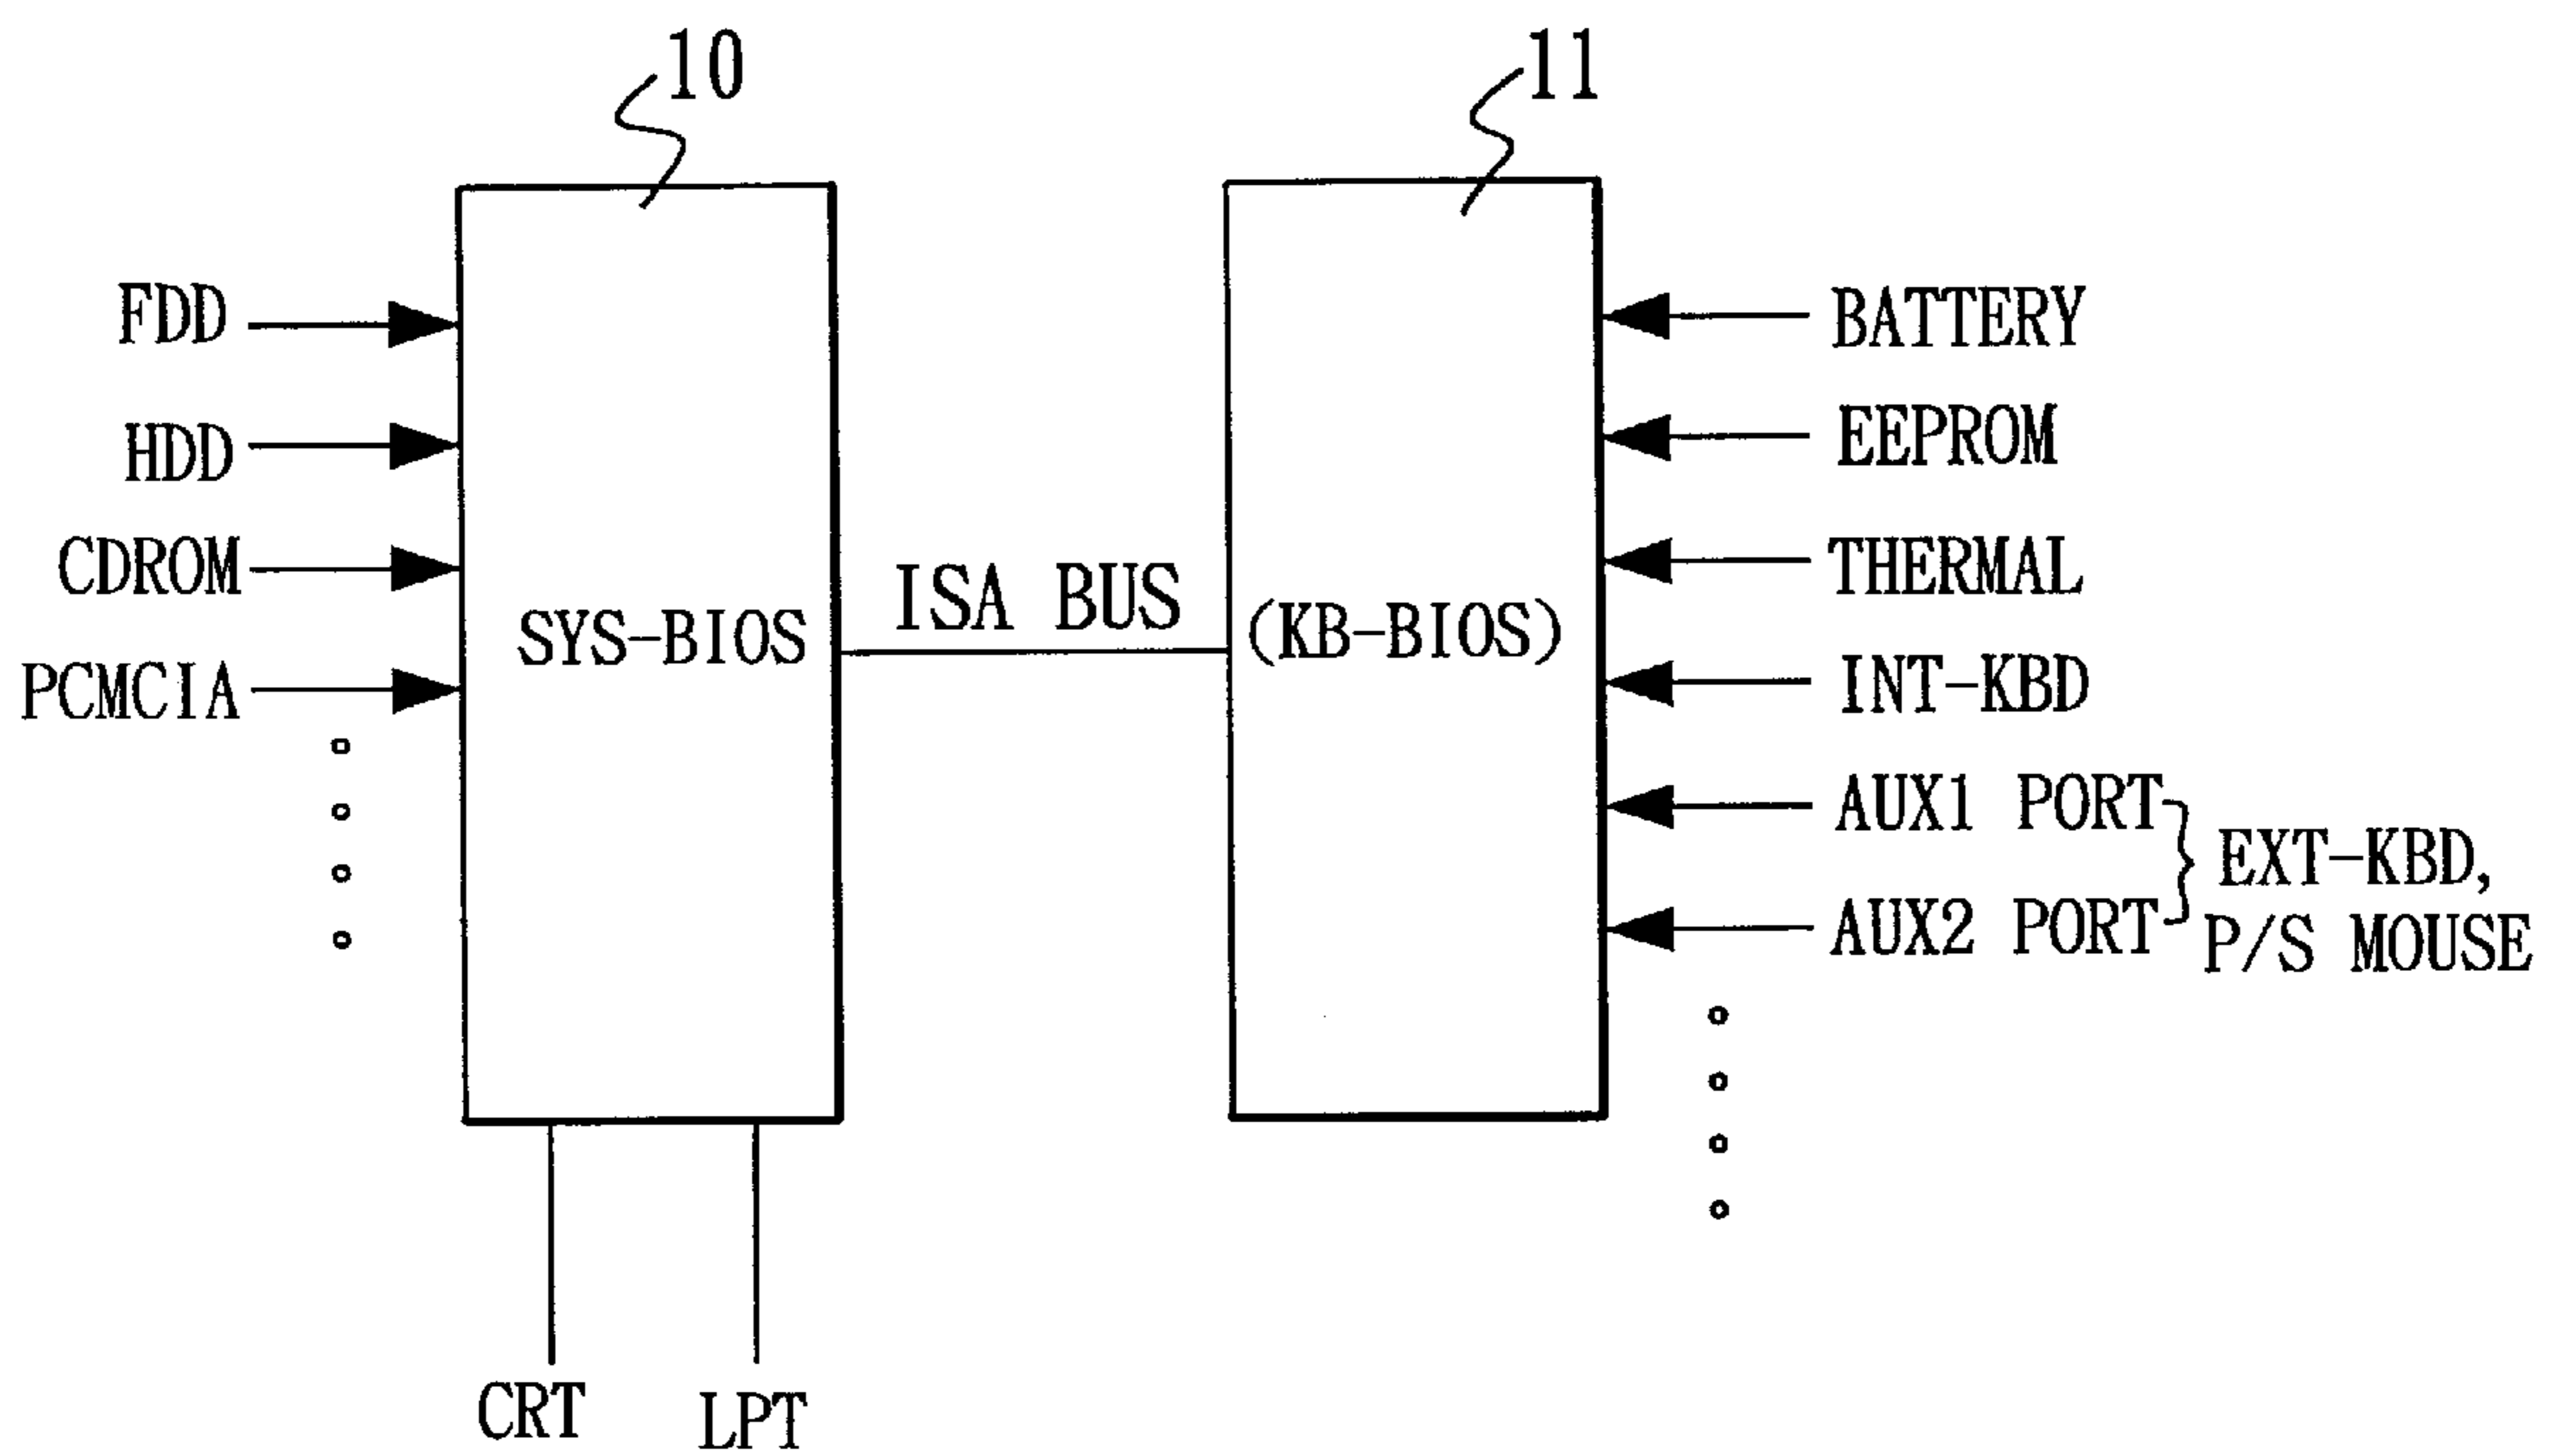 10
11
FDD
HDD
CDROM
PCMCIA
SYS-BIOS
ISA BUS
(KB-BIOS)
BATTERY
EEPROM
THERMAL
INT-KBD
AUX1 PORT
AUX2 PORT
EXT-KBD,
P/S MOUSE
CRT
LPT